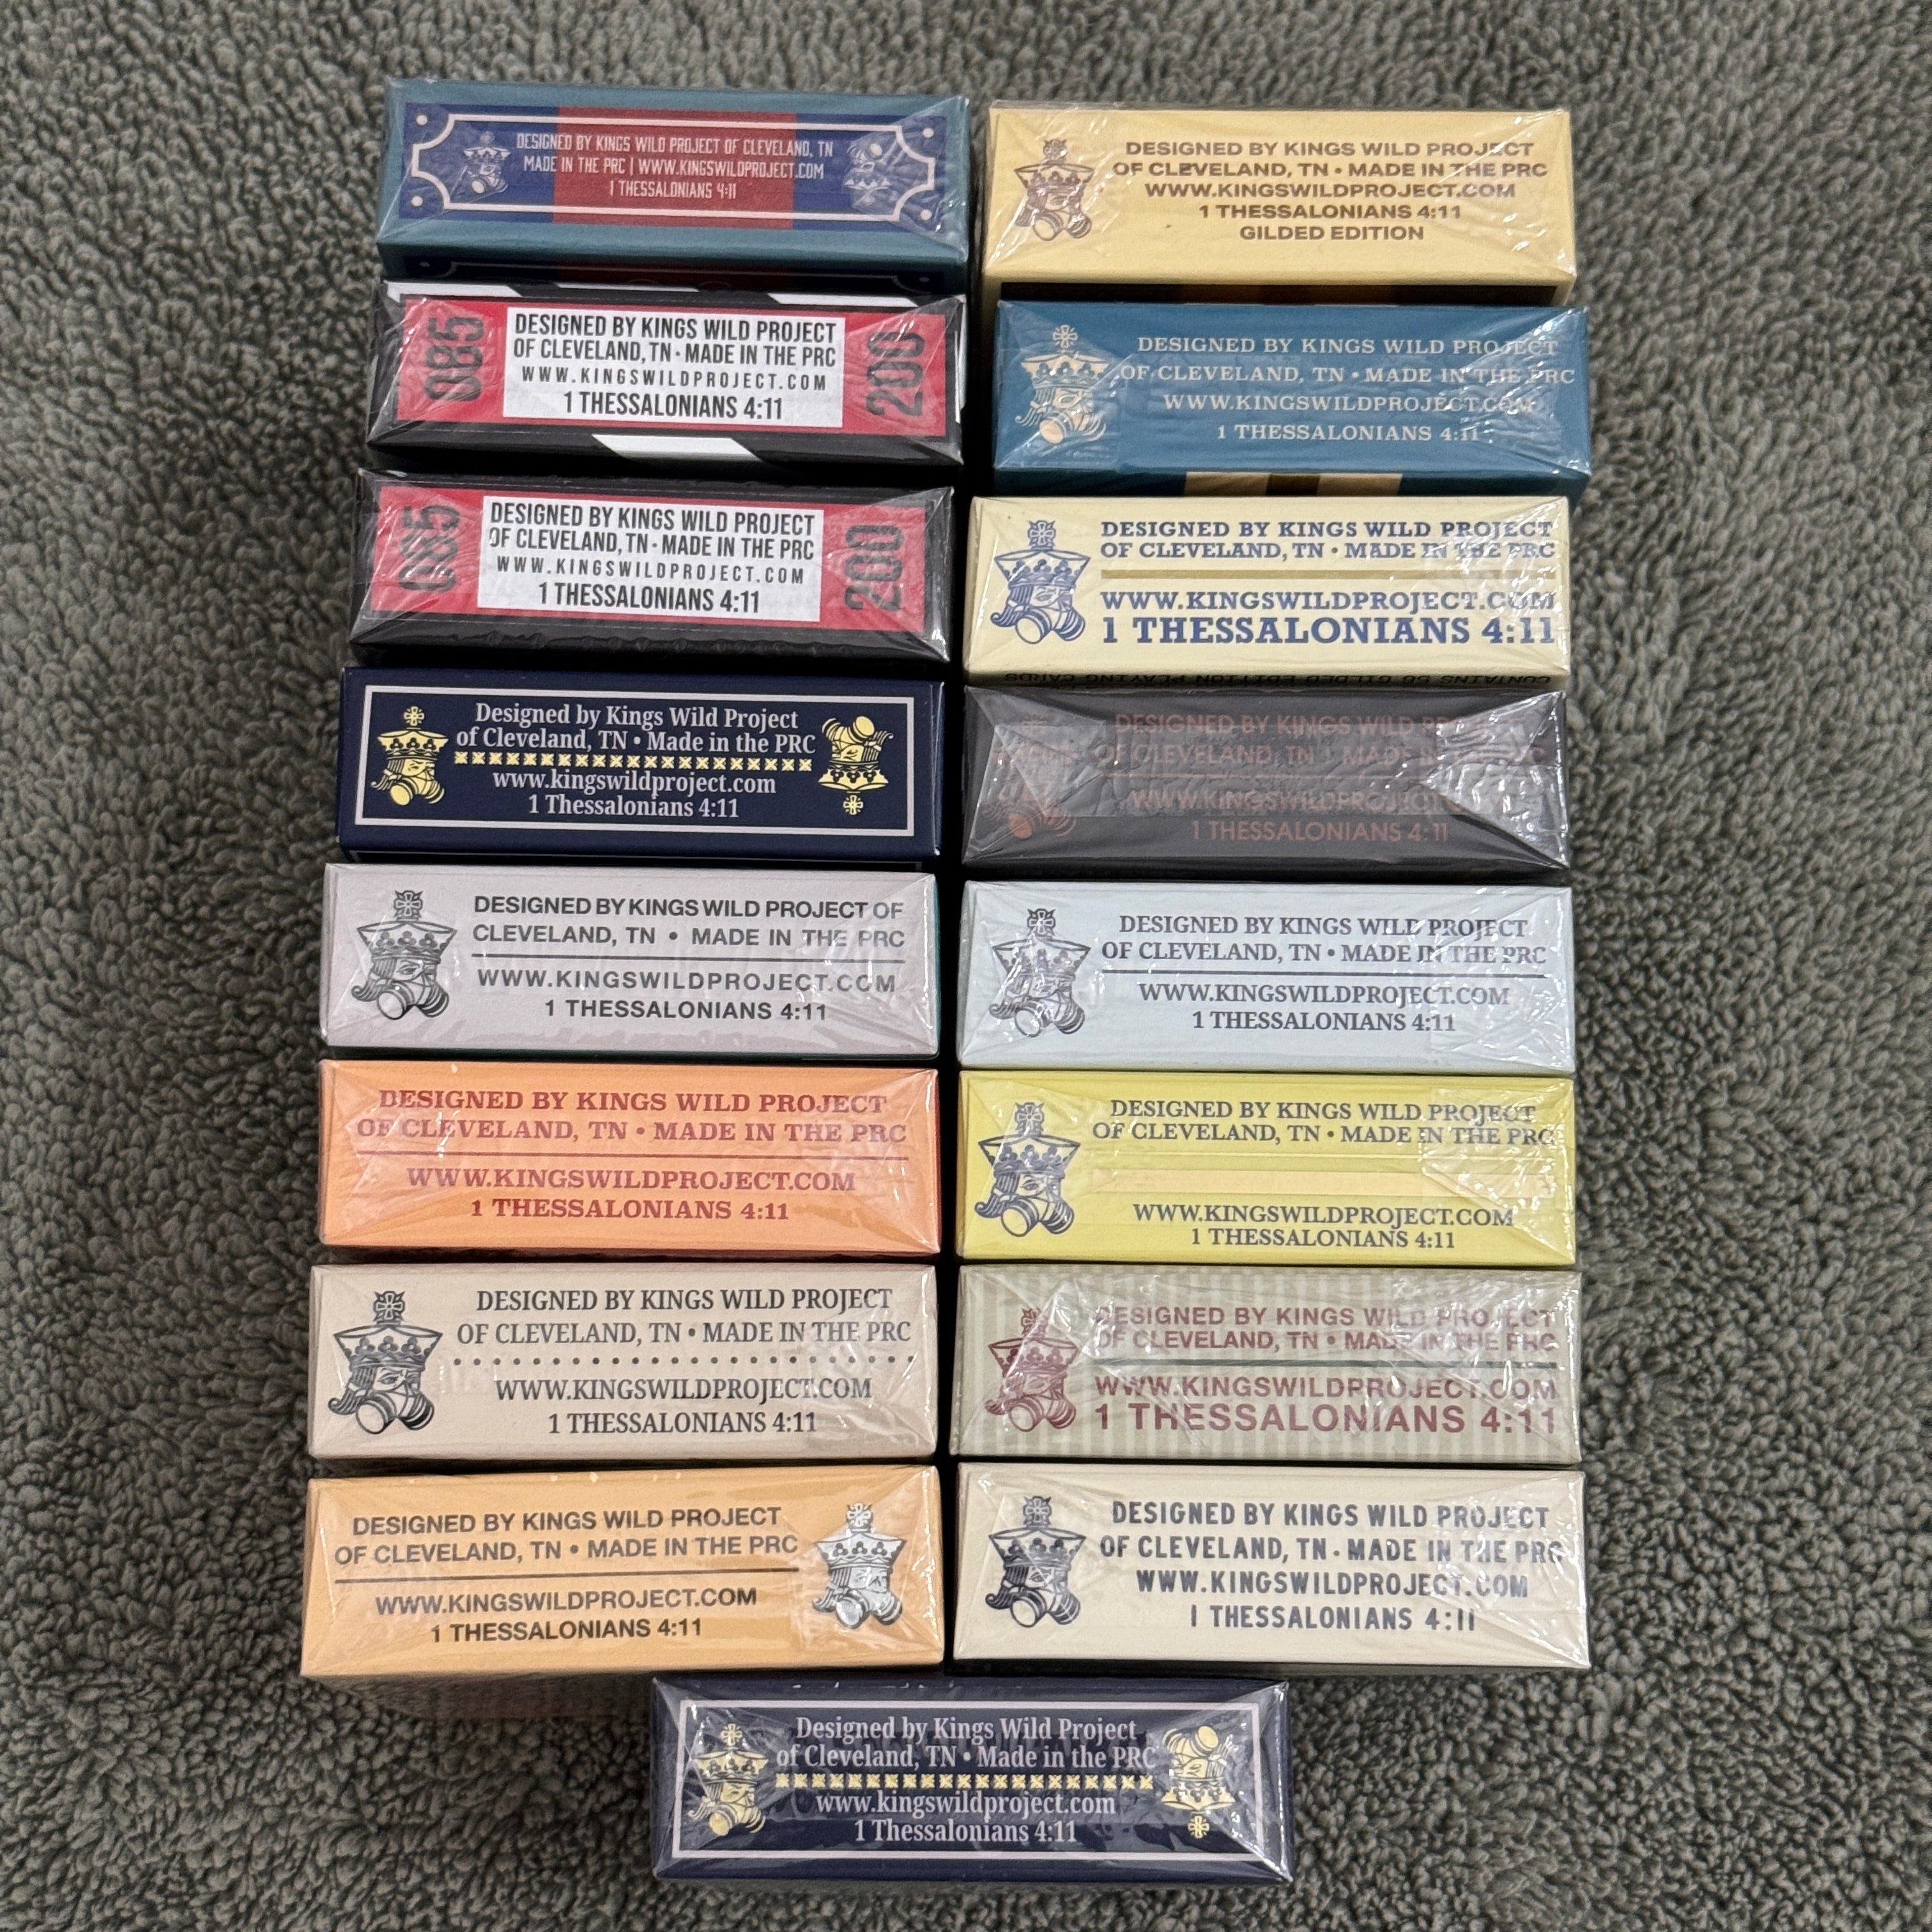 DESIGNED BY KINGS WILD PROJECT OF CLEVELAND, TN
MADE IN THE PRC | WWW.KINGSWILDPROJECT.COM
1 THESSALONIANS 4:11
085
DESIGNED BY KINGS WILD PROJECT
OF CLEVELAND, TN · MADE IN THE PRC
WWW.KINGSWILDPROJECT.COM
1 THESSALONIANS 4:11
200
085
DESIGNED BY KINGS WILD PROJECT
OF CLEVELAND, TN · MADE IN THE PRC
WWW.KINGSWILDPROJECT.COM
1 THESSALONIANS 4:11
200
Designed by Kings Wild Project
of Cleveland, TN • Made in the PRC
www.kingswildproject.com
1 Thessalonians 4:11
DESIGNED BY KINGS WILD PROJECT OF
CLEVELAND, TN • MADE IN THE PRC
WWW.KINGSWILDPROJECT.COM
1 THESSALONIANS 4:11
DESIGNED BY KINGS WILD PROJECT
OF CLEVELAND, TN • MADE IN THE PRC
WWW.KINGSWILDPROJECT.COM
1 THESSALONIANS 4:11
DESIGNED BY KINGS WILD PROJECT
OF CLEVELAND, TN • MADE IN THE PRC
WWW.KINGSWILDPROJECT.COM
1 THESSALONIANS 4:11
DESIGNED BY KINGS WILD PROJECT
OF CLEVELAND, TN • MADE IN THE PRC
WWW.KINGSWILDPROJECT.COM
1 THESSALONIANS 4:11
DESIGNED BY KINGS WILD PROJECT
OF CLEVELAND, TN • MADE IN THE PRC
WWW.KINGSWILDPROJECT.COM
1 THESSALONIANS 4:11
GILDED EDITION
DESIGNED BY KINGS WILD PROJECT
OF CLEVELAND, TN • MADE IN THE PRC
WWW.KINGSWILDPROJECT.COM
1 THESSALONIANS 4:11
DESIGNED BY KINGS WILD PROJECT
OF CLEVELAND, TN • MADE IN THE PRC
WWW.KINGSWILDPROJECT.COM
1 THESSALONIANS 4:11
CONTAINS 56 GILDED EDITION PLAYING CARDS
DESIGNED BY KINGS WILD
OF CLEVELAND, TN • MADE IN
WWW.KINGSWILDPROJECT
1 THESSALONIANS 4:11
DESIGNED BY KINGS WILD PROJECT
OF CLEVELAND, TN • MADE IN THE PRC
WWW.KINGSWILDPROJECT.COM
1 THESSALONIANS 4:11
DESIGNED BY KINGS WILD PROJECT
OF CLEVELAND, TN • MADE IN THE PRC
WWW.KINGSWILDPROJECT.COM
1 THESSALONIANS 4:11
DESIGNED BY KINGS WILD PROJECT
OF CLEVELAND, TN • MADE IN THE PRC
WWW.KINGSWILDPROJECT.COM
1 THESSALONIANS 4:11
DESIGNED BY KINGS WILD PROJECT
OF CLEVELAND, TN · MADE IN THE PRC
WWW.KINGSWILDPROJECT.COM
1 THESSALONIANS 4:11
Designed by Kings Wild Project
of Cleveland, TN • Made in the PRC
www.kingswildproject.com
1 Thessalonians 4:11